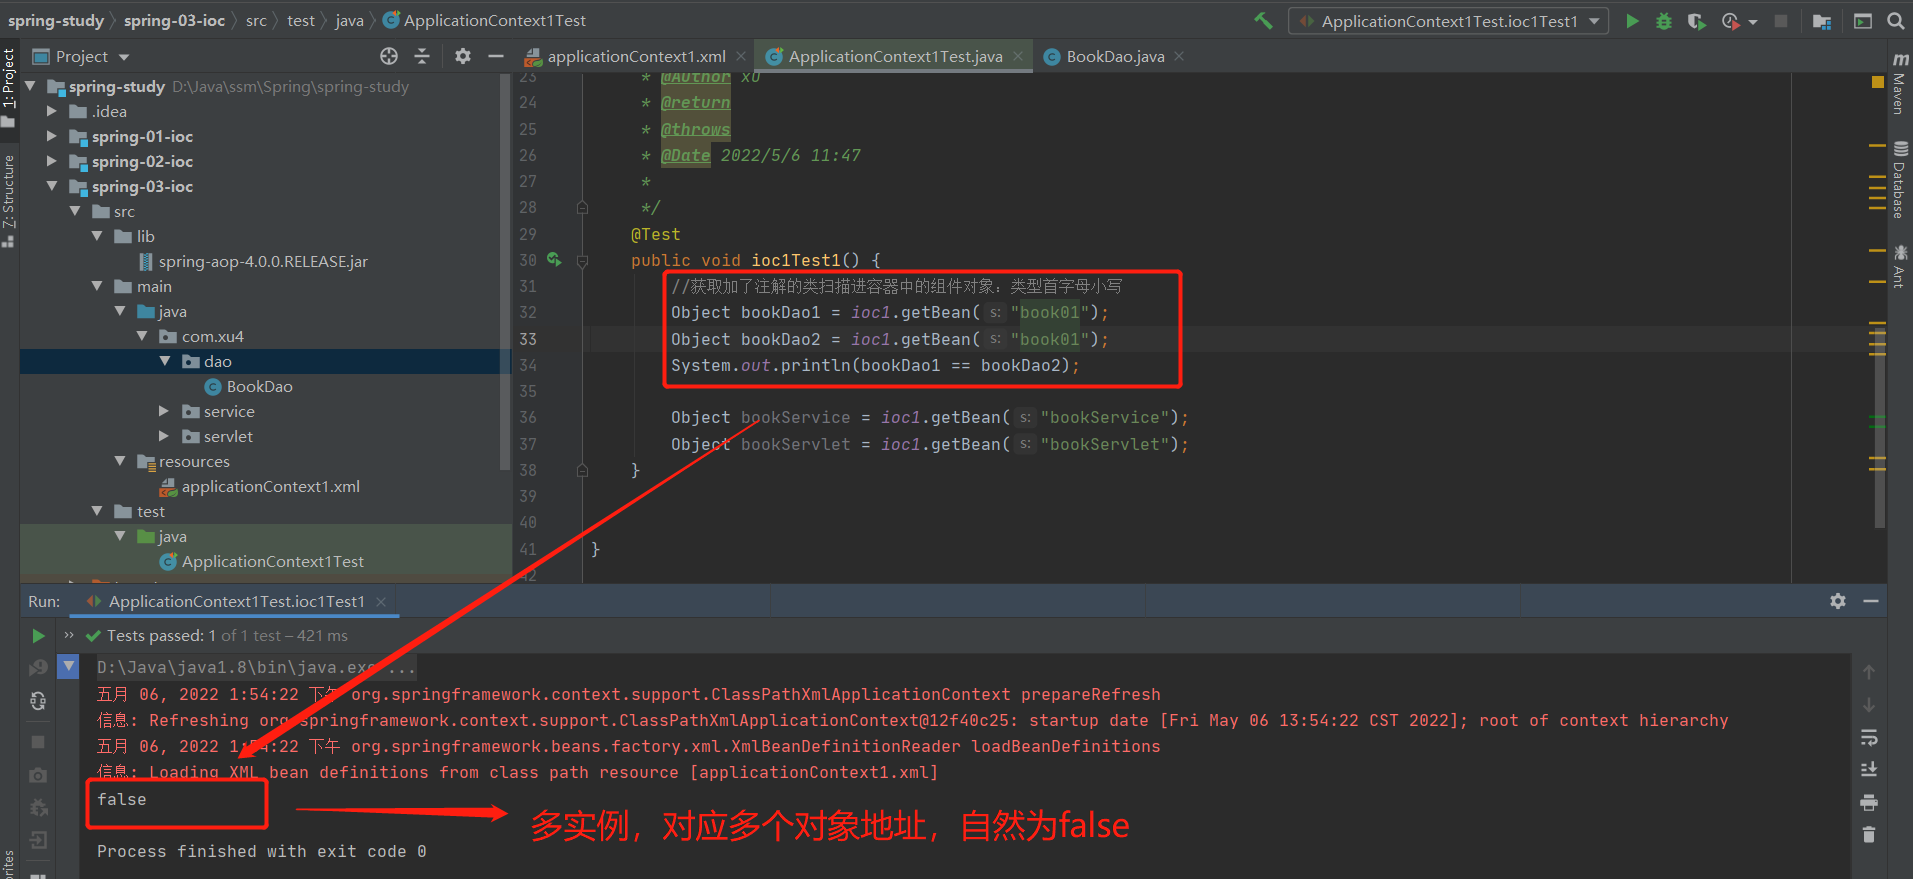 spring-study spring-03-ioc src test java ApplicationContext1Test ApplicationContext1Test.ioc1Test1
Project
applicationContext1.xml ApplicationContext1Test.java BookDao.java
1: Project
7: Structure
spring-study D:\Java\ssm\Spring\spring-study
.idea
spring-01-ioc
spring-02-ioc
spring-03-ioc
src
lib
spring-aop-4.0.0.RELEASE.jar
main
java
com.xu4
dao
BookDao
service
servlet
resources
applicationContext1.xml
test
java
ApplicationContext1Test
23 * @Author xU
24 * @return
25 * @throws
26 * @Date 2022/5/6 11:47
27 *
28 */
29 @Test
30 public void ioc1Test1() {
31 //获取加了注解的类扫描进容器中的组件对象：类型首字母小写
32 Object bookDao1 = ioc1.getBean( s: "book01");
33 Object bookDao2 = ioc1.getBean( s: "book01");
34 System.out.println(bookDao1 == bookDao2);
35
36 Object bookService = ioc1.getBean( s: "bookService");
37 Object bookServlet = ioc1.getBean( s: "bookServlet");
38 }
39
40
41 }
42
Maven
Database
Ant
Run: ApplicationContext1Test.ioc1Test1
Tests passed: 1 of 1 test – 421 ms
D:\Java\java1.8\bin\java.exe ...
五月 06, 2022 1:54:22 下午 org.springframework.context.support.ClassPathXmlApplicationContext prepareRefresh
信息: Refreshing org.springframework.context.support.ClassPathXmlApplicationContext@12f40c25: startup date [Fri May 06 13:54:22 CST 2022]; root of context hierarchy
五月 06, 2022 1:54:22 下午 org.springframework.beans.factory.xml.XmlBeanDefinitionReader loadBeanDefinitions
信息: Loading XML bean definitions from class path resource [applicationContext1.xml]
false
多实例，对应多个对象地址，自然为false
Process finished with exit code 0